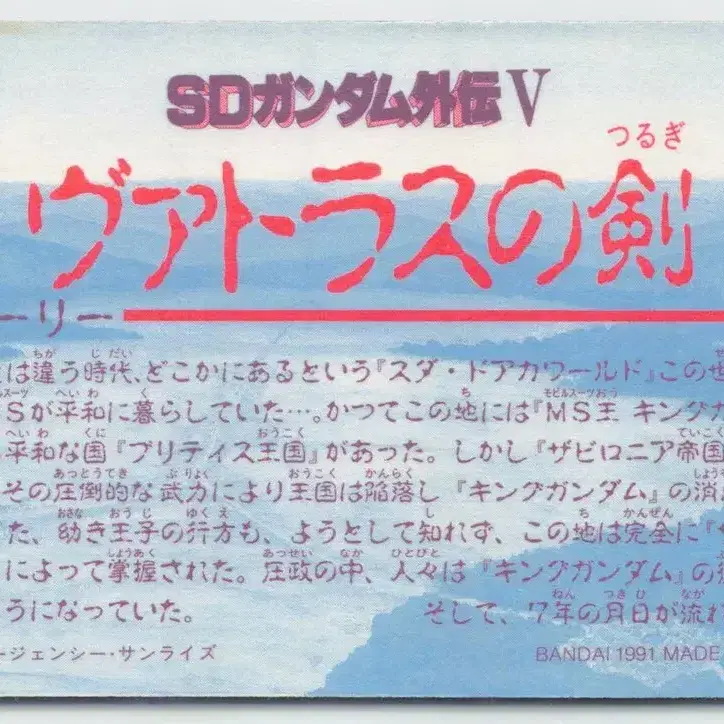 SDガンダム外伝 V
つるぎ
ヴァトラスの剣
ーリー
は違う時代、どこかにあるという『スダ・ドアカワールド』この
Sが平和に暮らしていた…。かつてこの地には『MS王 キングガ
平和な国『ブリティス王国』があった。しかし『ザビロニア帝国
その圧倒的な武力により王国は陥落し『キングガンダム』の消
た、幼き王子の行方も、ようとして知れず、この地は完全に『
によって掌握された。圧政の中、人々は『キングガンダム』の
うになっていた。 そして、7年の月日が流れ
ージェンシー・サンライズ BANDAI 1991 MADE